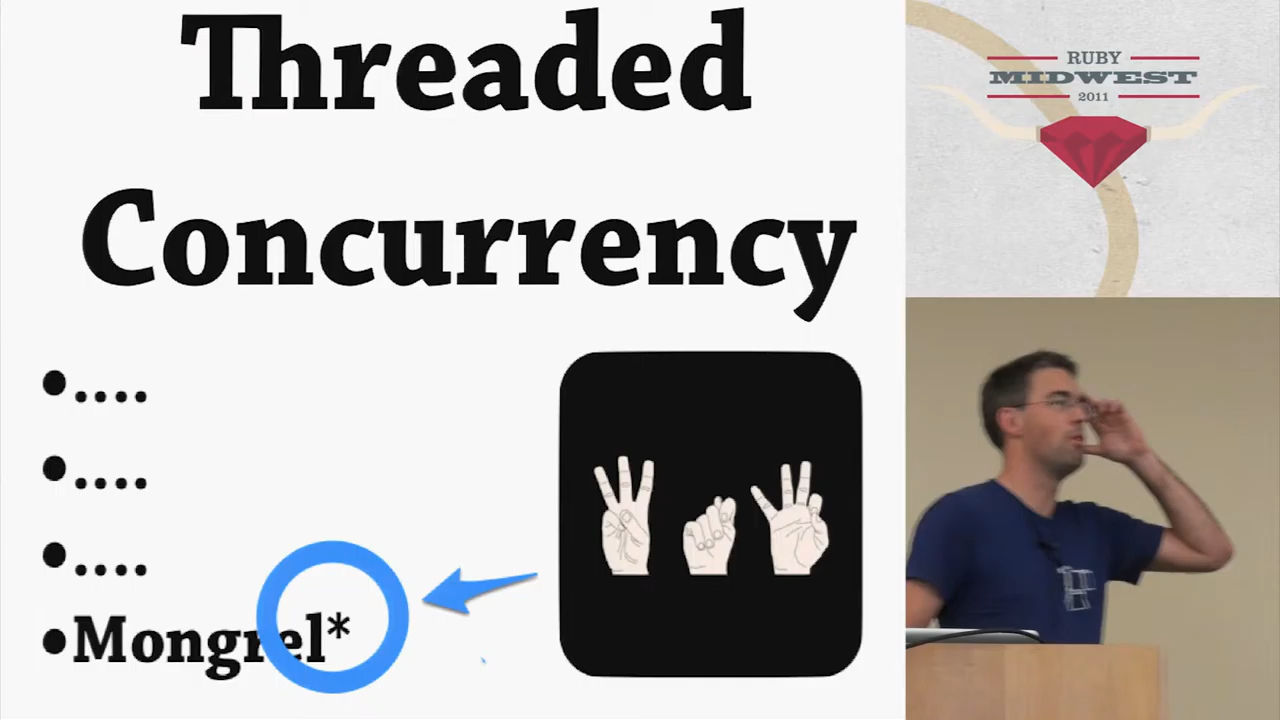 Threaded
Concurrency
•....
•....
•....
•Mongrel*
RUBY
MIDWEST
2011